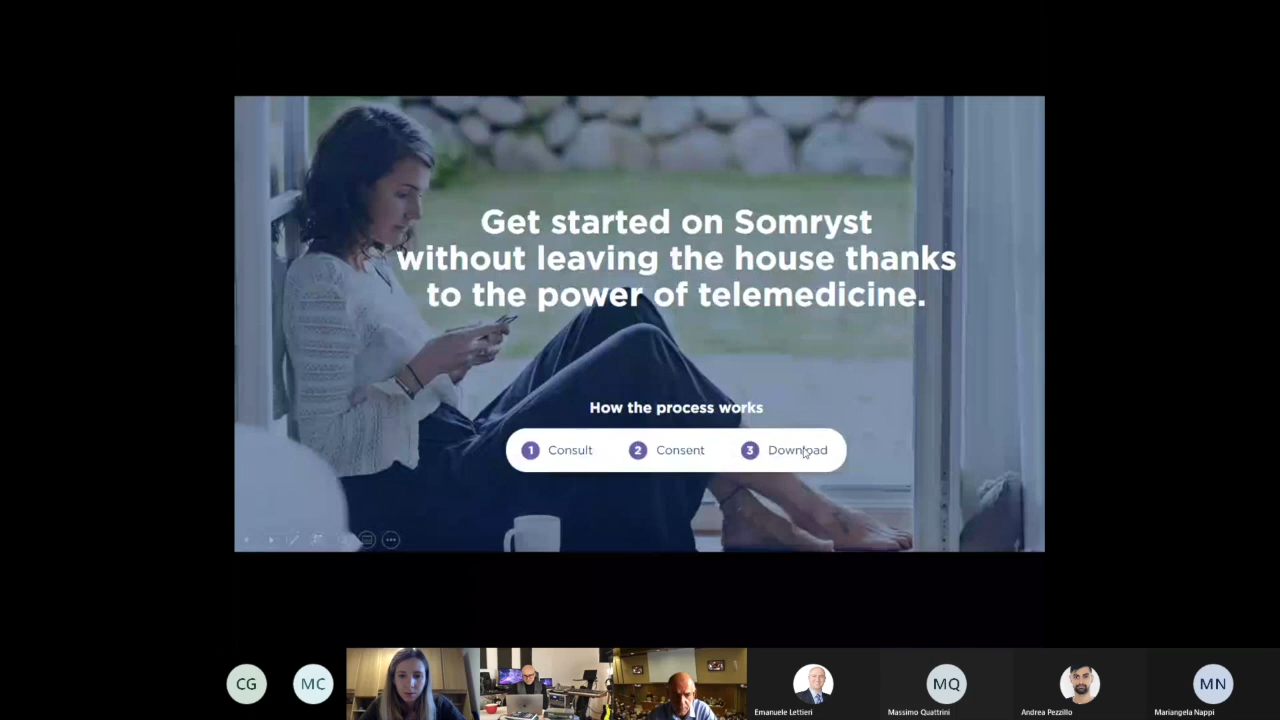 Get started on Somryst
without leaving the house thanks
to the power of telemedicine.
How the process works
1 Consult 2 Consent 3 Download
CG MC
MQ
MN
Emanuele Lettieri
Massimo Quattrini
Andrea Pezzillo
Mariangela Nappi